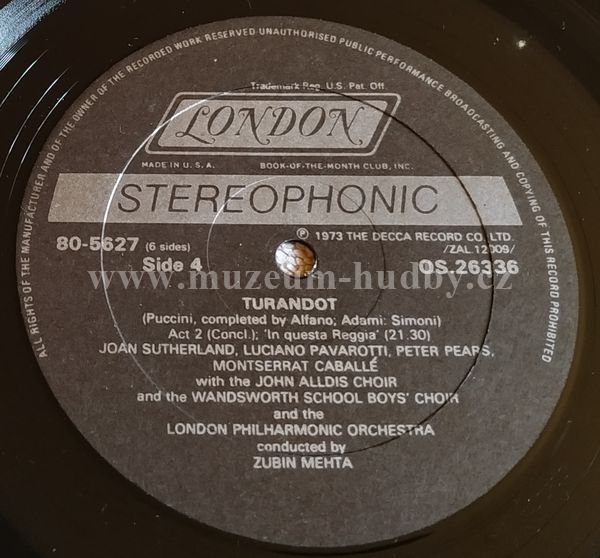 ALL RIGHTS OF THE MANUFACTURER AND OF THE OWNER OF THE RECORDED WORK RESERVED UNAUTHORISED PUBLIC PERFORMANCE BROADCASTING AND COPYING OF THIS RECORD PROHIBITED
Trademark Reg. U.S. Pat. Off.
LONDON
MADE IN U.S.A. BOOK-OF-THE-MONTH CLUB, INC.
STEREOPHONIC
℗ 1973 THE DECCA RECORD CO. LTD.
80-5627 (6 sides) /ZAL.12009/
Side 4 OS.26336
www.muzeum-hudby.cz
TURANDOT
(Puccini, completed by Alfano; Adami: Simoni)
Act 2 (Concl.); 'In questa Reggia' (21.30)
JOAN SUTHERLAND, LUCIANO PAVAROTTI, PETER PEARS,
MONTSERRAT CABALLÉ
with the JOHN ALLDIS CHOIR
and the WANDSWORTH SCHOOL BOYS' CHOIR
and the
LONDON PHILHARMONIC ORCHESTRA
conducted by
ZUBIN MEHTA